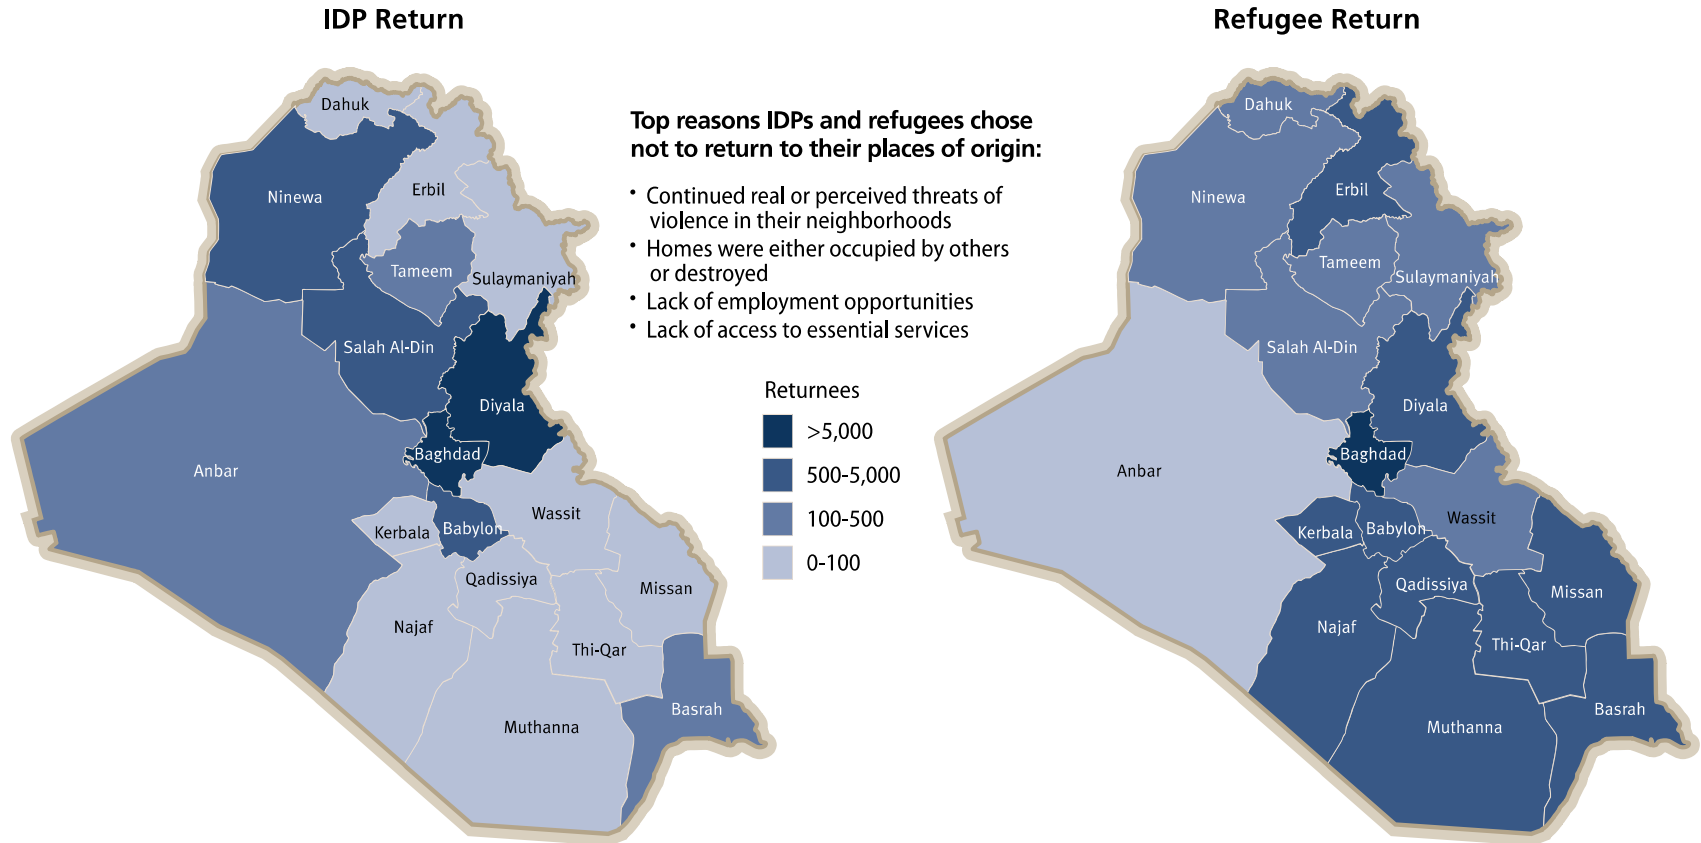 IDP Return
Dahuk
Ninewa
Erbil
Tameem
Sulaymaniyah
Salah Al-Din
Diyala
Baghdad
Anbar
Wassit
Kerbala
Babylon
Qadissiya
Missan
Najaf
Thi-Qar
Basrah
Muthanna
Top reasons IDPs and refugees chose
not to return to their places of origin:
• Continued real or perceived threats of
violence in their neighborhoods
• Homes were either occupied by others
or destroyed
• Lack of employment opportunities
• Lack of access to essential services
Returnees
>5,000
500-5,000
100-500
0-100
Refugee Return
Dahuk
Ninewa
Erbil
Tameem
Sulaymaniyah
Salah Al-Din
Diyala
Baghdad
Anbar
Wassit
Kerbala
Babylon
Qadissiya
Missan
Najaf
Thi-Qar
Basrah
Muthanna